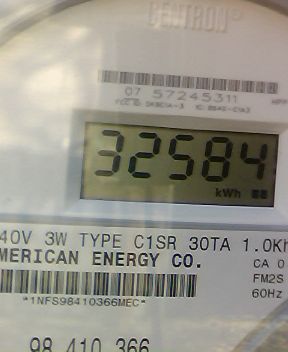 CENTRON®
07 57245311
32584
kWh
40V 3W TYPE C1SR 30TA 1.0Kh
MERICAN ENERGY CO.
CA 0
FM2S
60Hz
*1NFS98410366MEC*
98 410 366